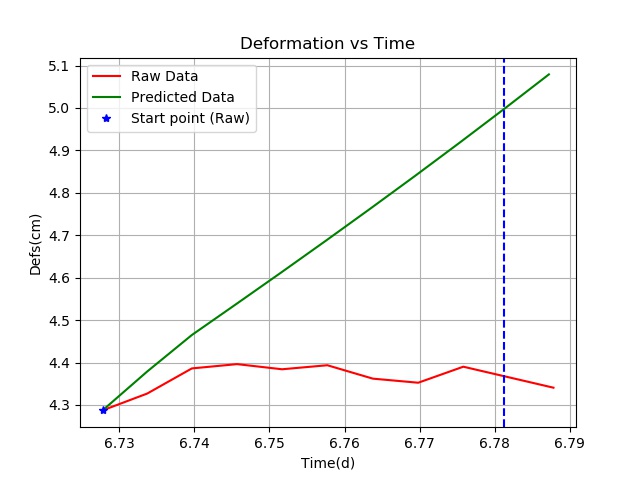 Deformation vs Time
Raw Data
Predicted Data
Start point (Raw)
5.1
5.0
4.9
4.8
4.7
4.6
4.5
4.4
4.3
Defs(cm)
6.73 6.74 6.75 6.76 6.77 6.78 6.79
Time(d)